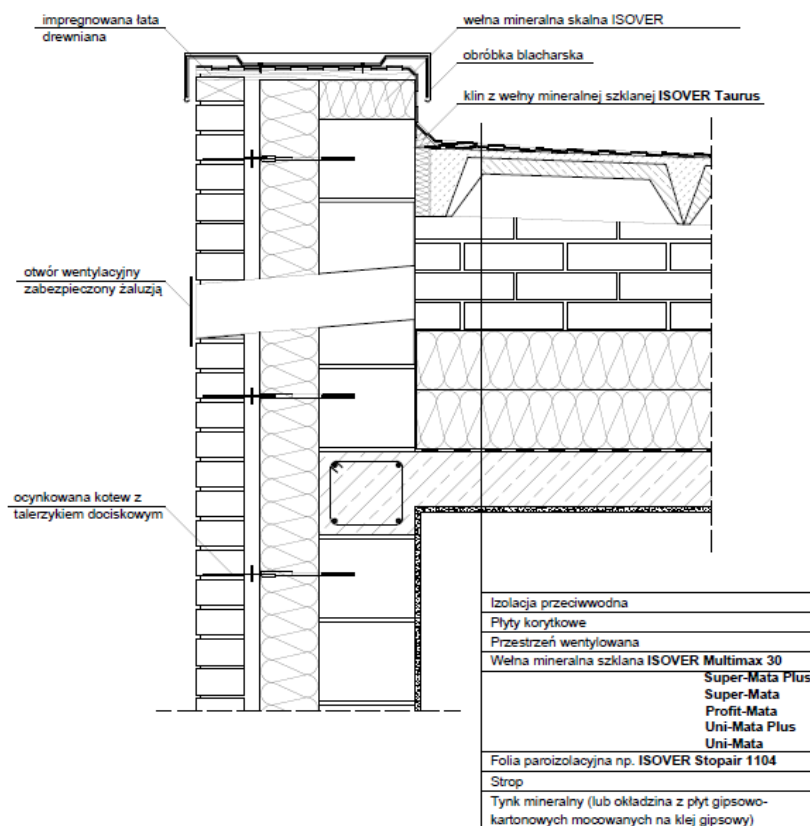 impregnowana łata
drewniana
wełna mineralna skalna ISOVER
obróbka blacharska
klin z wełny mineralnej szklanej ISOVER Taurus
otwór wentylacyjny
zabezpieczony żaluzją
ocynkowana kotew z
talerzykiem dociskowym
Izolacja przeciwwodna
Płyty korytkowe
Przestrzeń wentylowana
Wełna mineralna szklana ISOVER Multimax 30
Super-Mata Plus
Super-Mata
Profit-Mata
Uni-Mata Plus
Uni-Mata
Folia paroizolacyjna np. ISOVER Stopair 1104
Strop
Tynk mineralny (lub okładzina z płyt gipsowo-
kartonowych mocowanych na klej gipsowy)